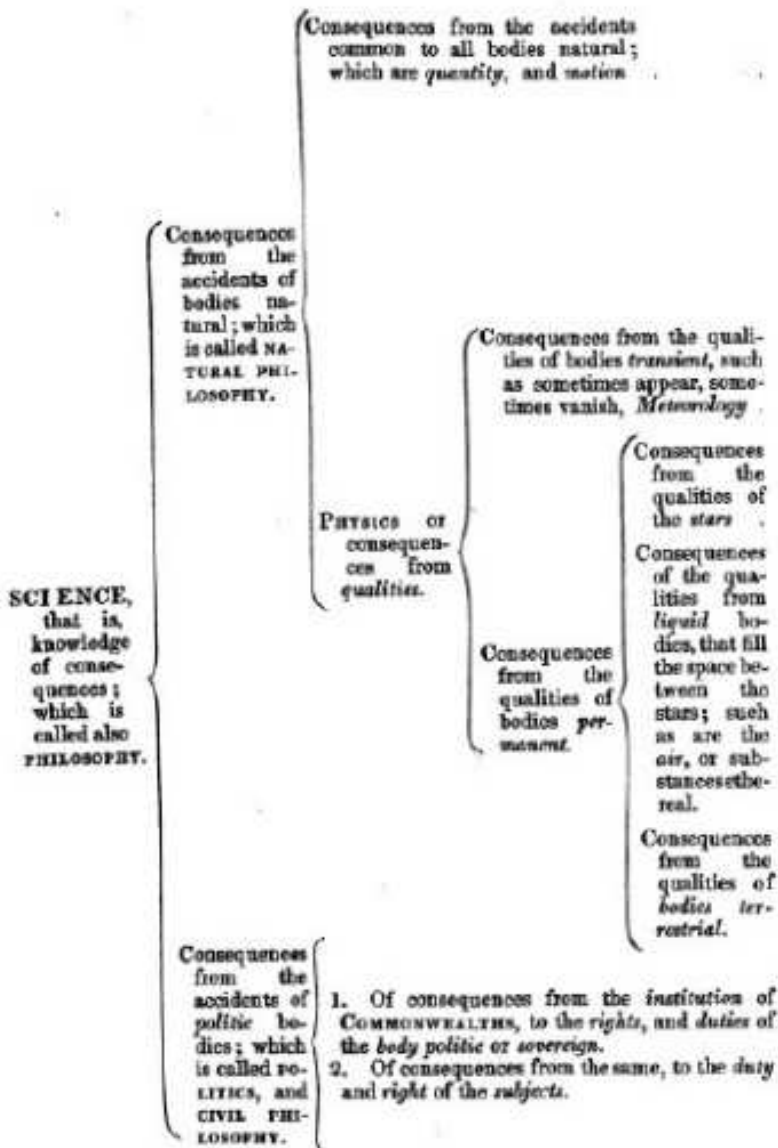 Consequences from the accidents
common to all bodies natural;
which are quantity, and motion .
Consequences
from the
accidents of
bodies na-
tural; which
is called NA-
TURAL PHI-
LOSOPHY.
Consequences from the quali-
ties of bodies transient, such
as sometimes appear, some-
times vanish, Meteorology .
Consequences
from the
qualities of
the stars .
PHYSICS or
consequen-
ces from
qualities.
Consequences
of the qua-
lities from
liquid bo-
dies, that fill
the space be-
tween the
stars; such
as are the
air, or sub-
stances ethe-
real.
SCIENCE,
that is,
knowledge
of conse-
quences;
which is
called also
PHILOSOPHY.
Consequences
from the
qualities of
bodies per-
manent.
Consequences
from the
qualities of
bodies ter-
restrial.
Consequences
from the
accidents of
politic bo-
dies; which
is called PO-
LITICS, and
CIVIL PHI-
LOSOPHY.
1. Of consequences from the institution of
COMMONWEALTHS, to the rights, and duties of
the body politic or sovereign.
2. Of consequences from the same, to the duty
and right of the subjects.